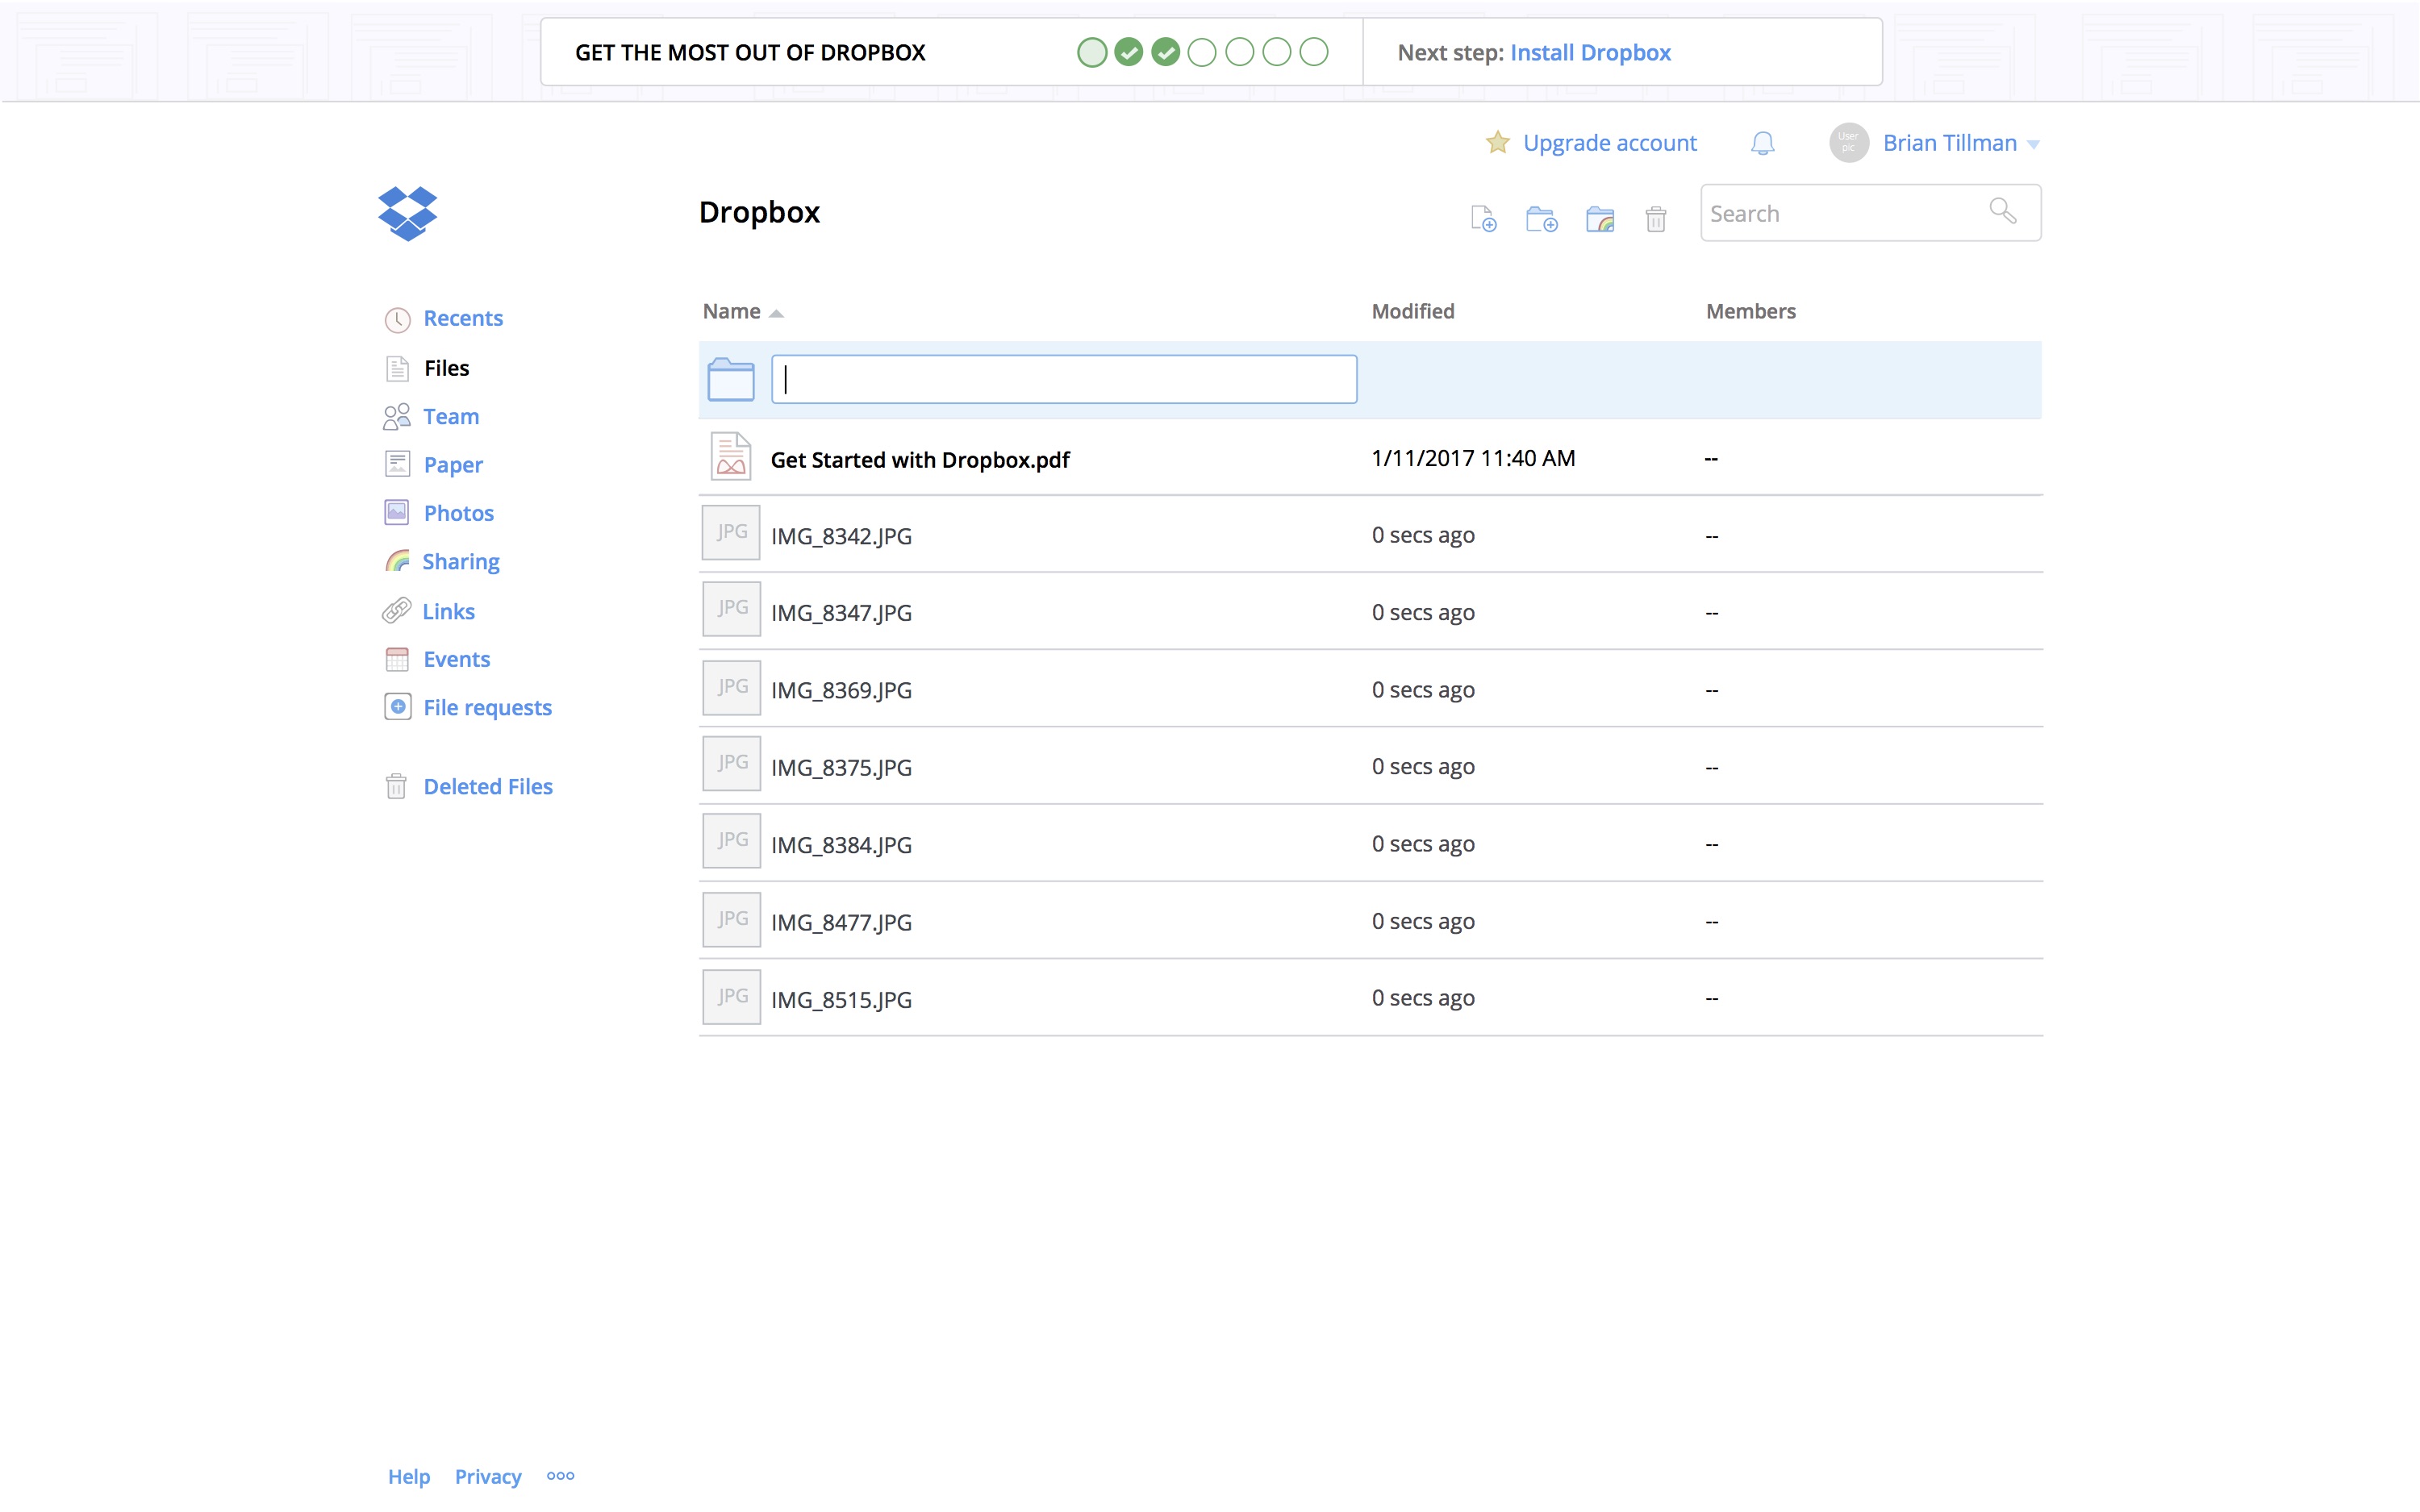 GET THE MOST OUT OF DROPBOX
Next step: Install Dropbox
Upgrade account
User
pic
Brian Tillman
Dropbox
Search
Recents
Files
Team
Paper
Photos
Sharing
Links
Events
File requests
Deleted Files
Name Modified Members
Get Started with Dropbox.pdf 1/11/2017 11:40 AM --
JPG IMG_8342.JPG 0 secs ago --
JPG IMG_8347.JPG 0 secs ago --
JPG IMG_8369.JPG 0 secs ago --
JPG IMG_8375.JPG 0 secs ago --
JPG IMG_8384.JPG 0 secs ago --
JPG IMG_8477.JPG 0 secs ago --
JPG IMG_8515.JPG 0 secs ago --
Help Privacy